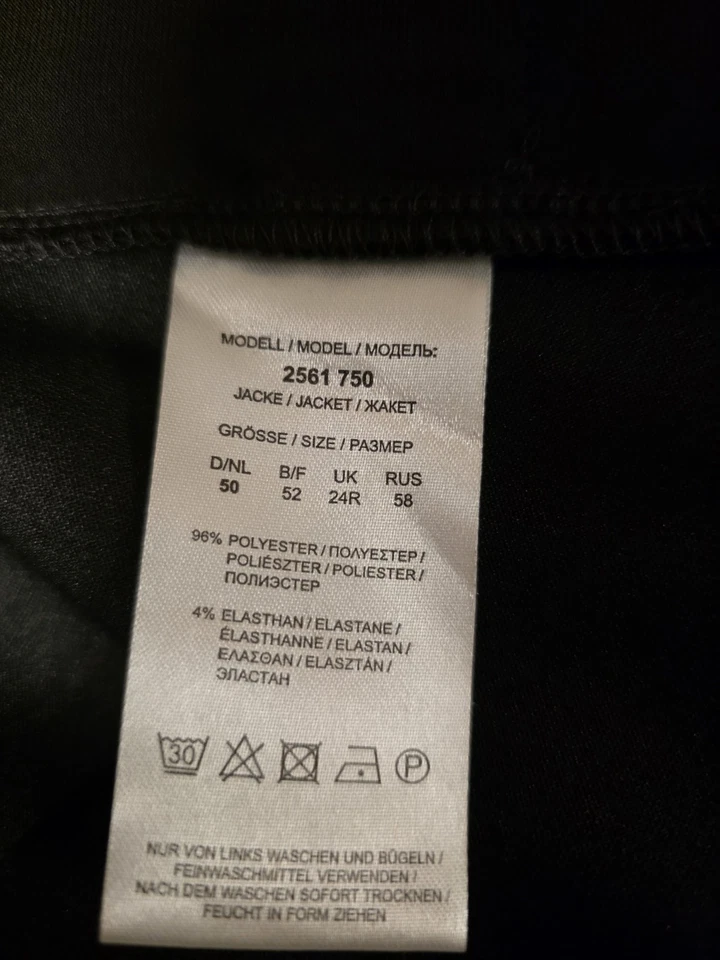 MODELL / MODEL / МОДЕЛЬ:
2561 750
JACKE / JACKET / ЖАКЕТ
GRÖSSE / SIZE / РАЗМЕР
D/NL B/F UK RUS
50 52 24R 58
96% POLYESTER / ΠΟΛΥΕΣΤΕΡ /
POLIÉSZTER / POLIESTER /
ПОЛИЭСТЕР
4% ELASTHAN / ELASTANE /
ÉLASTHANNE / ELASTAN /
ΕΛΑΣΘΑΝ / ELASZTÁN /
ЭЛАСТАН
30 P
NUR VON LINKS WASCHEN UND BÜGELN /
FEINWASCHMITTEL VERWENDEN /
NACH DEM WASCHEN SOFORT TROCKNEN /
FEUCHT IN FORM ZIEHEN